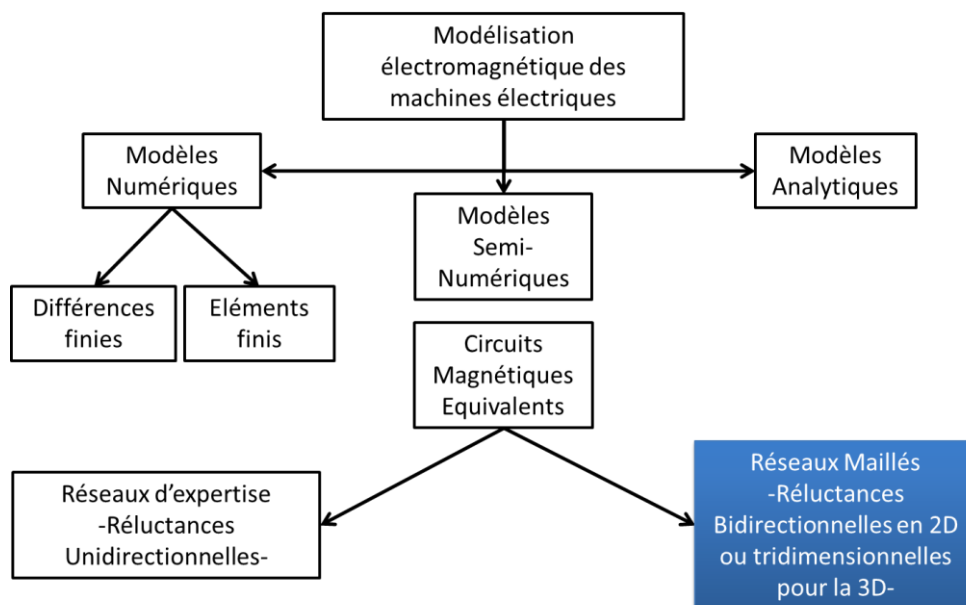 Modélisation
électromagnétique des
machines électriques
Modèles
Numériques
Modèles
Analytiques
Modèles
Semi-
Numériques
Différences
finies
Eléments
finis
Circuits
Magnétiques
Equivalents
Réseaux d'expertise
-Réluctances
Unidirectionnelles-
Réseaux Maillés
-Réluctances
Bidirectionnelles en 2D
ou tridimensionnelles
pour la 3D-